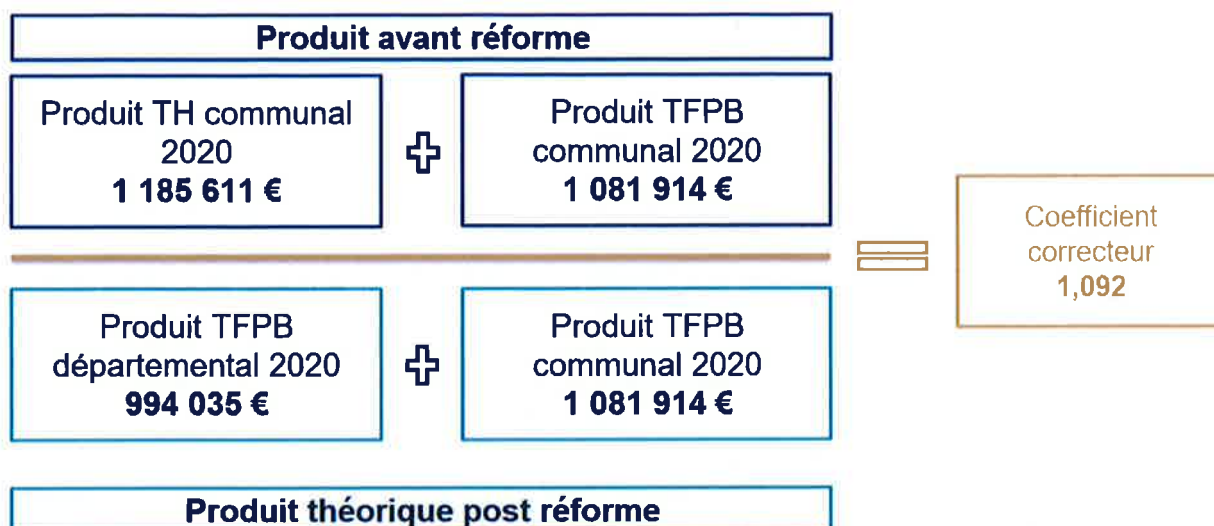 Produit avant réforme
Produit TH communal
2020
1 185 611 €
Produit TFPB
communal 2020
1 081 914 €
Coefficient
correcteur
1,092
Produit TFPB
départemental 2020
994 035 €
Produit TFPB
communal 2020
1 081 914 €
Produit théorique post réforme